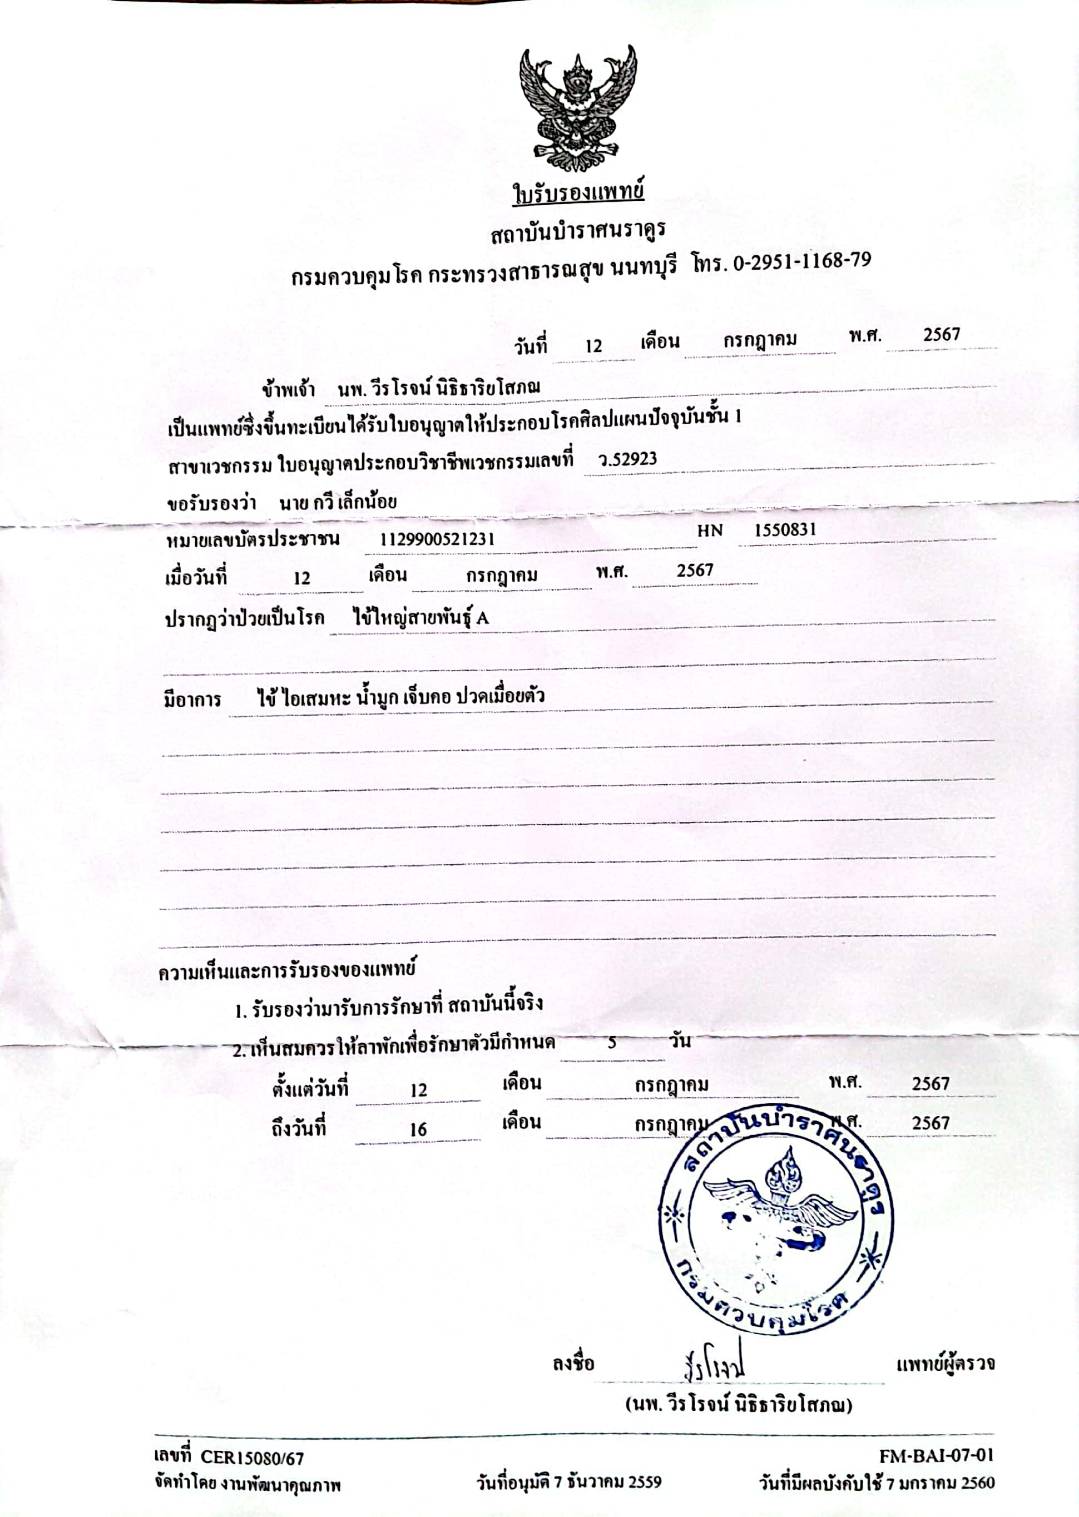 ใบรับรองแพทย์
สถาบันบำราศนราดูร
กรมควบคุมโรค กระทรวงสาธารณสุข นนทบุรี โทร. 0-2951-1168-79
วันที่ 12 เดือน กรกฎาคม พ.ศ. 2567
ข้าพเจ้า นพ. วีรโรจน์ นิธิธาริยโสภณ
เป็นแพทย์ซึ่งขึ้นทะเบียนได้รับใบอนุญาตให้ประกอบโรคศิลปแผนปัจจุบันชั้น 1
สาขาเวชกรรม ใบอนุญาตประกอบวิชาชีพเวชกรรมเลขที่ ว.52923
ขอรับรองว่า นาย กวี เล็กน้อย
หมายเลขบัตรประชาชน 1129900521231 HN 1550831
เมื่อวันที่ 12 เดือน กรกฎาคม พ.ศ. 2567
ปรากฏว่าป่วยเป็นโรค ไข้ใหญ่สายพันธุ์ A
มีอาการ ไข้ ไอเสมหะ น้ำมูก เจ็บคอ ปวดเมื่อยตัว
ความเห็นและการรับรองของแพทย์
1. รับรองว่ามารับการรักษาที่ สถาบันนี้จริง
2. เห็นสมควรให้ลาพักเพื่อรักษาตัวมีกำหนด 5 วัน
ตั้งแต่วันที่ 12 เดือน กรกฎาคม พ.ศ. 2567
ถึงวันที่ 16 เดือน กรกฎาคม พ.ศ. 2567
สถาบันบำราศนราดูร
กรมควบคุมโรค
ลงชื่อ วีรโรจน์ แพทย์ผู้ตรวจ
(นพ. วีรโรจน์ นิธิธาริยโสภณ)
เลขที่ CER15080/67 FM-BAI-07-01
จัดทำโดย งานพัฒนาคุณภาพ วันที่อนุมัติ 7 ธันวาคม 2559 วันที่มีผลบังคับใช้ 7 มกราคม 2560